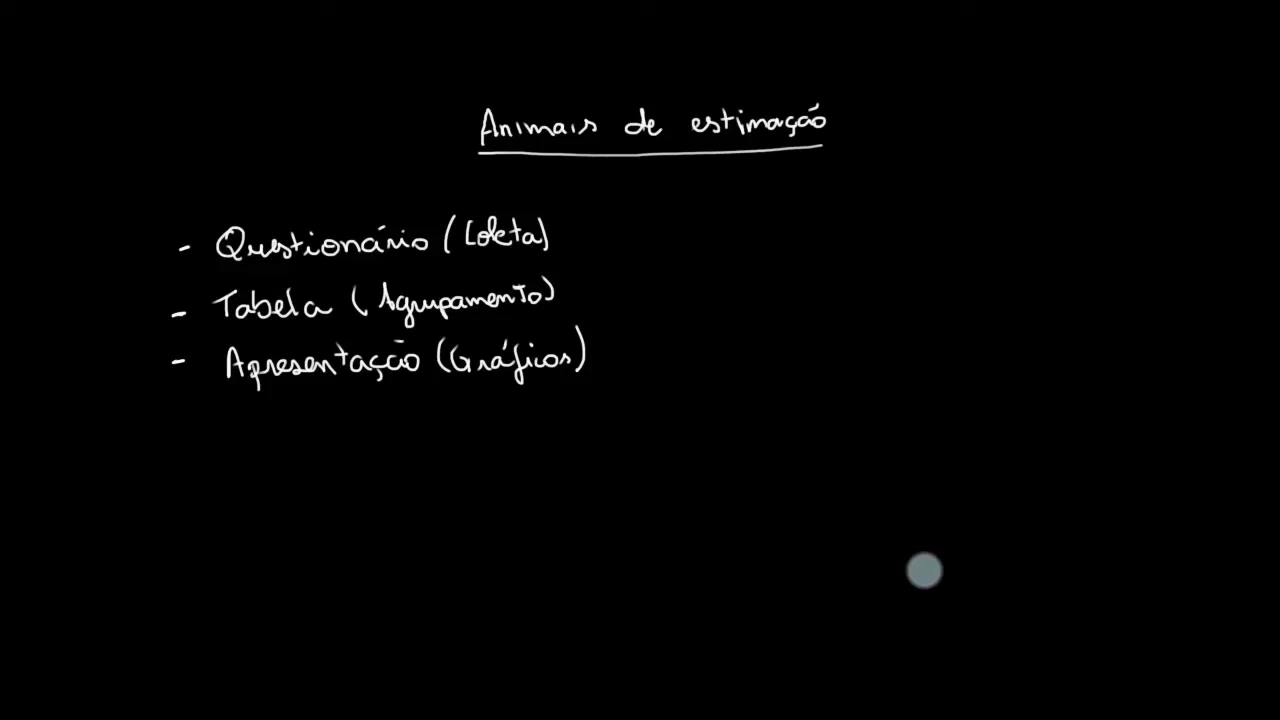 Animais de estimação
- Questionário (Coleta)
- Tabela (Agrupamento)
- Apresentação (Gráficos)